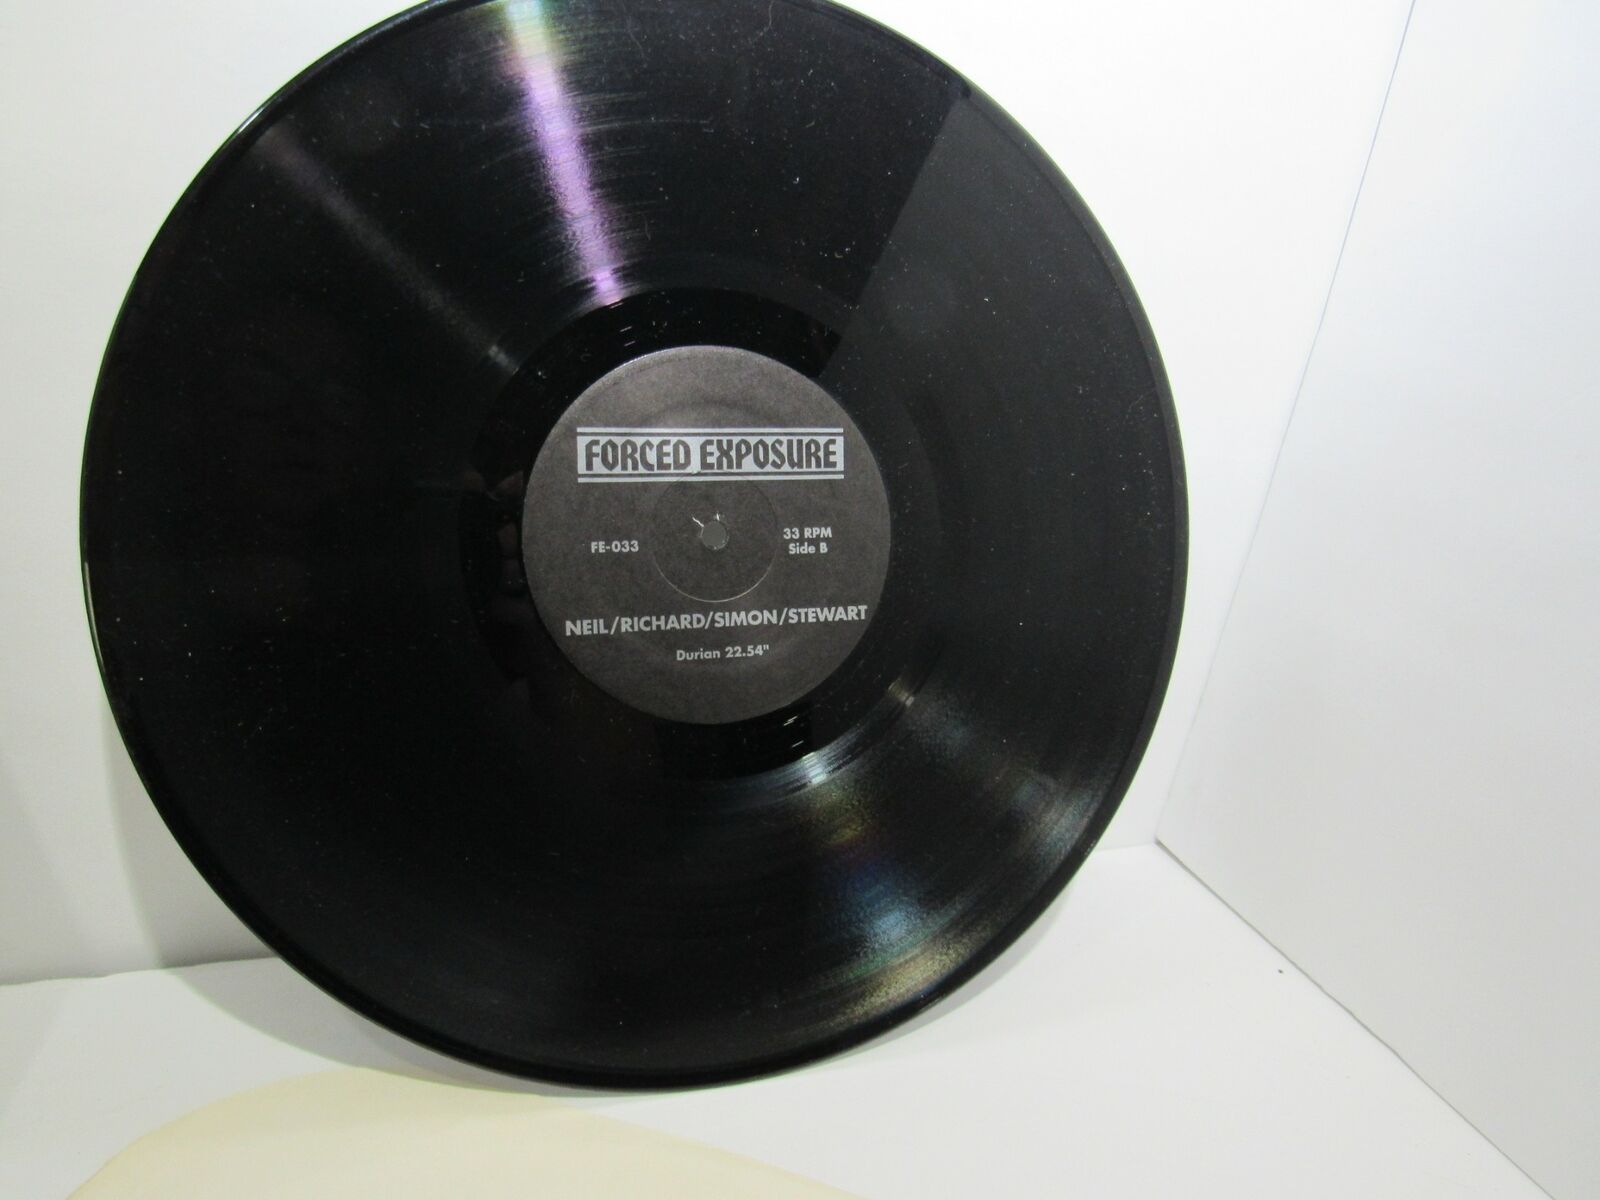 FORCED EXPOSURE
FE-033
33 RPM
Side B
NEIL/RICHARD/SIMON/STEWART
Durian 22.54"